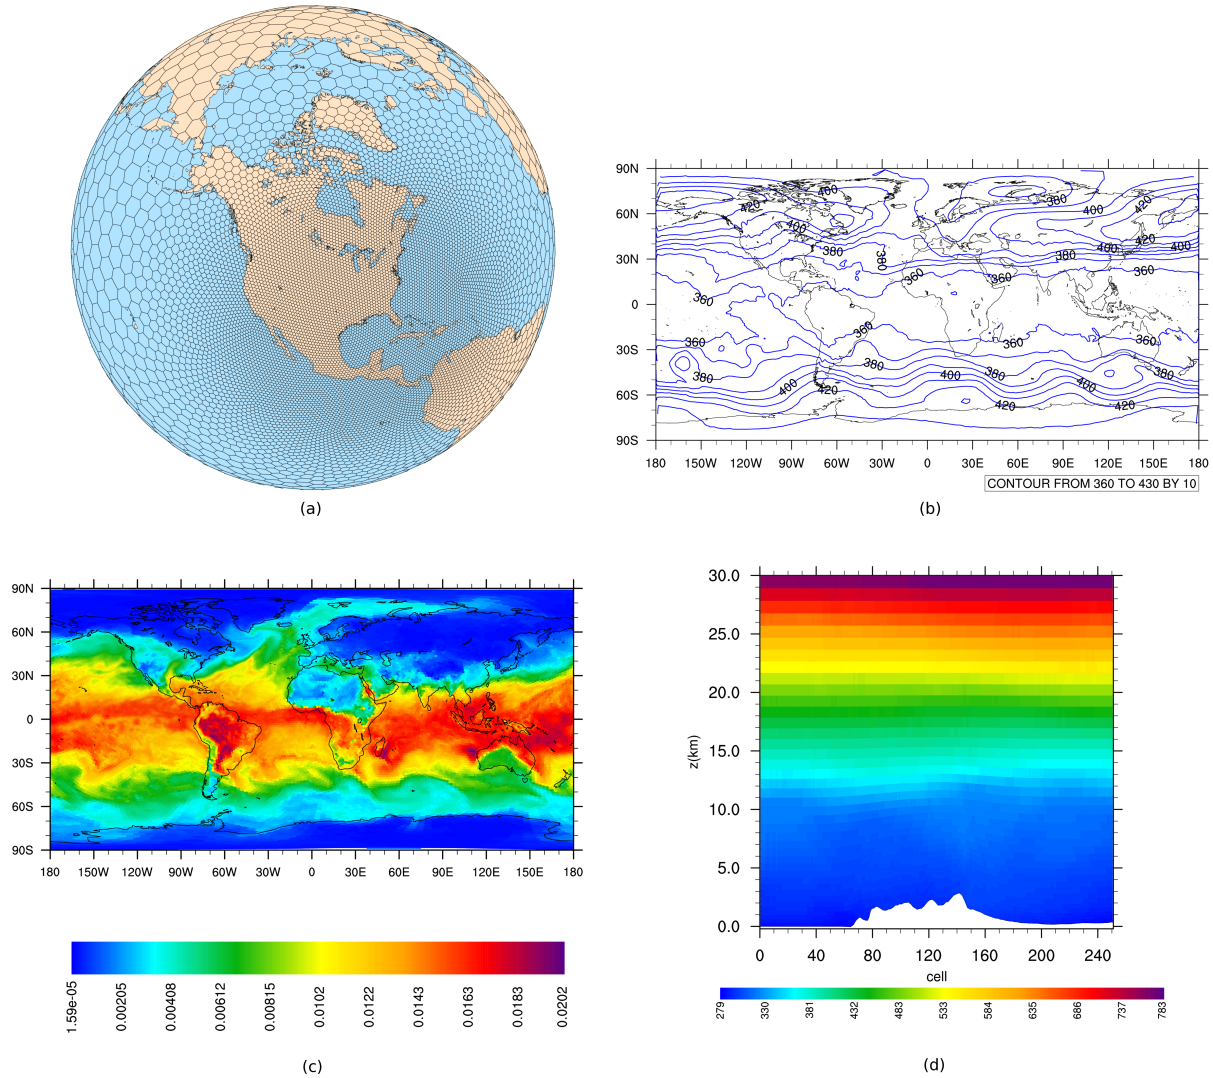 90N
60N
30N
0
30S
60S
90S
180 150W 120W 90W 60W 30W 0 30E 60E 90E 120E 150E 180
420
400
400
380
380
360
380
400
420
420
400
400
380
360
360
360
360
360
360
360
380
380
400
400
380
400
380
420
420
420
CONTOUR FROM 360 TO 430 BY 10
(a)
(b)
90N
60N
30N
0
30S
60S
90S
180 150W 120W 90W 60W 30W 0 30E 60E 90E 120E 150E 180
1.59e-05 0.00205 0.00408 0.00612 0.00815 0.0102 0.0122 0.0143 0.0163 0.0183 0.0202
(c)
30.0
25.0
20.0
15.0
10.0
5.0
0.0
z(km)
0 40 80 120 160 200 240
cell
279 330 381 432 483 533 584 635 686 737 783
(d)